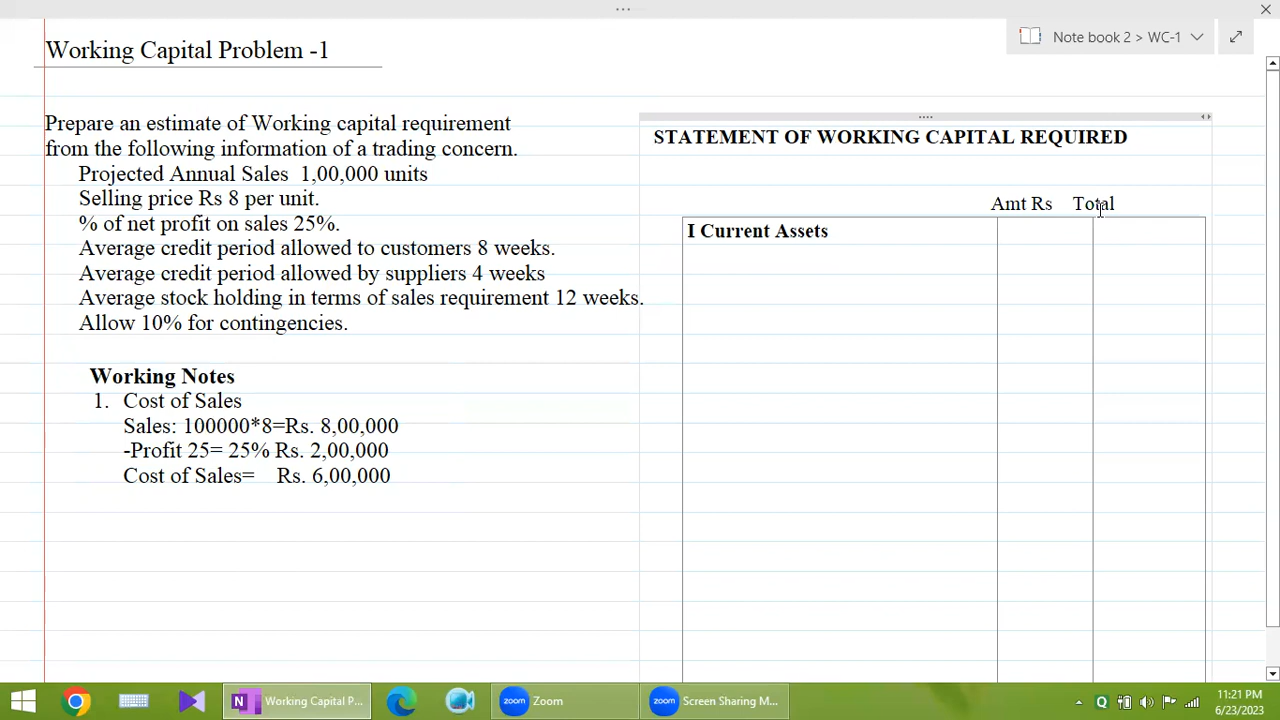 Working Capital Problem -1
Note book 2 > WC-1
Prepare an estimate of Working capital requirement
from the following information of a trading concern.
Projected Annual Sales 1,00,000 units
Selling price Rs 8 per unit.
% of net profit on sales 25%.
Average credit period allowed to customers 8 weeks.
Average credit period allowed by suppliers 4 weeks
Average stock holding in terms of sales requirement 12 weeks.
Allow 10% for contingencies.
Working Notes
1. Cost of Sales
Sales: 100000*8=Rs. 8,00,000
-Profit 25= 25% Rs. 2,00,000
Cost of Sales= Rs. 6,00,000
STATEMENT OF WORKING CAPITAL REQUIRED
Amt Rs Total
I Current Assets
N Working Capital P...
zoom Zoom
zoom Screen Sharing M...
Q
11:21 PM
6/23/2023